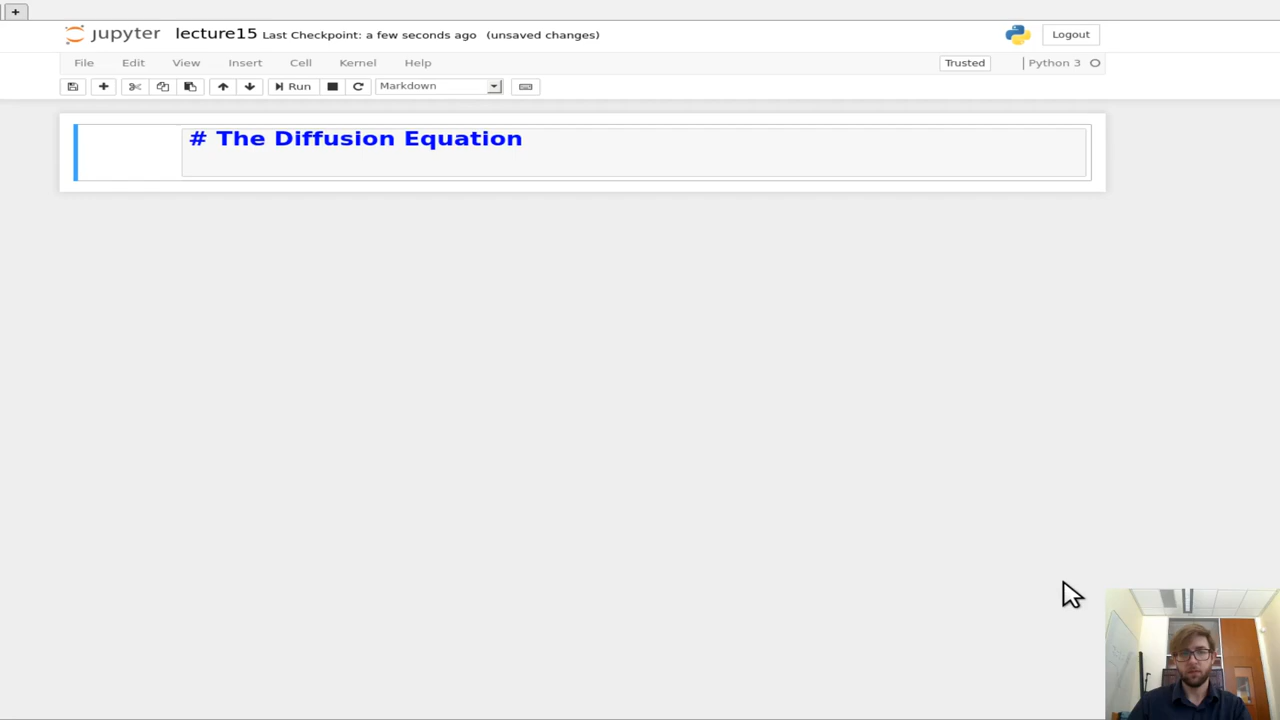 +
jupyter lecture15 Last Checkpoint: a few seconds ago (unsaved changes) Logout
File Edit View Insert Cell Kernel Help Trusted Python 3
Run Markdown
# The Diffusion Equation